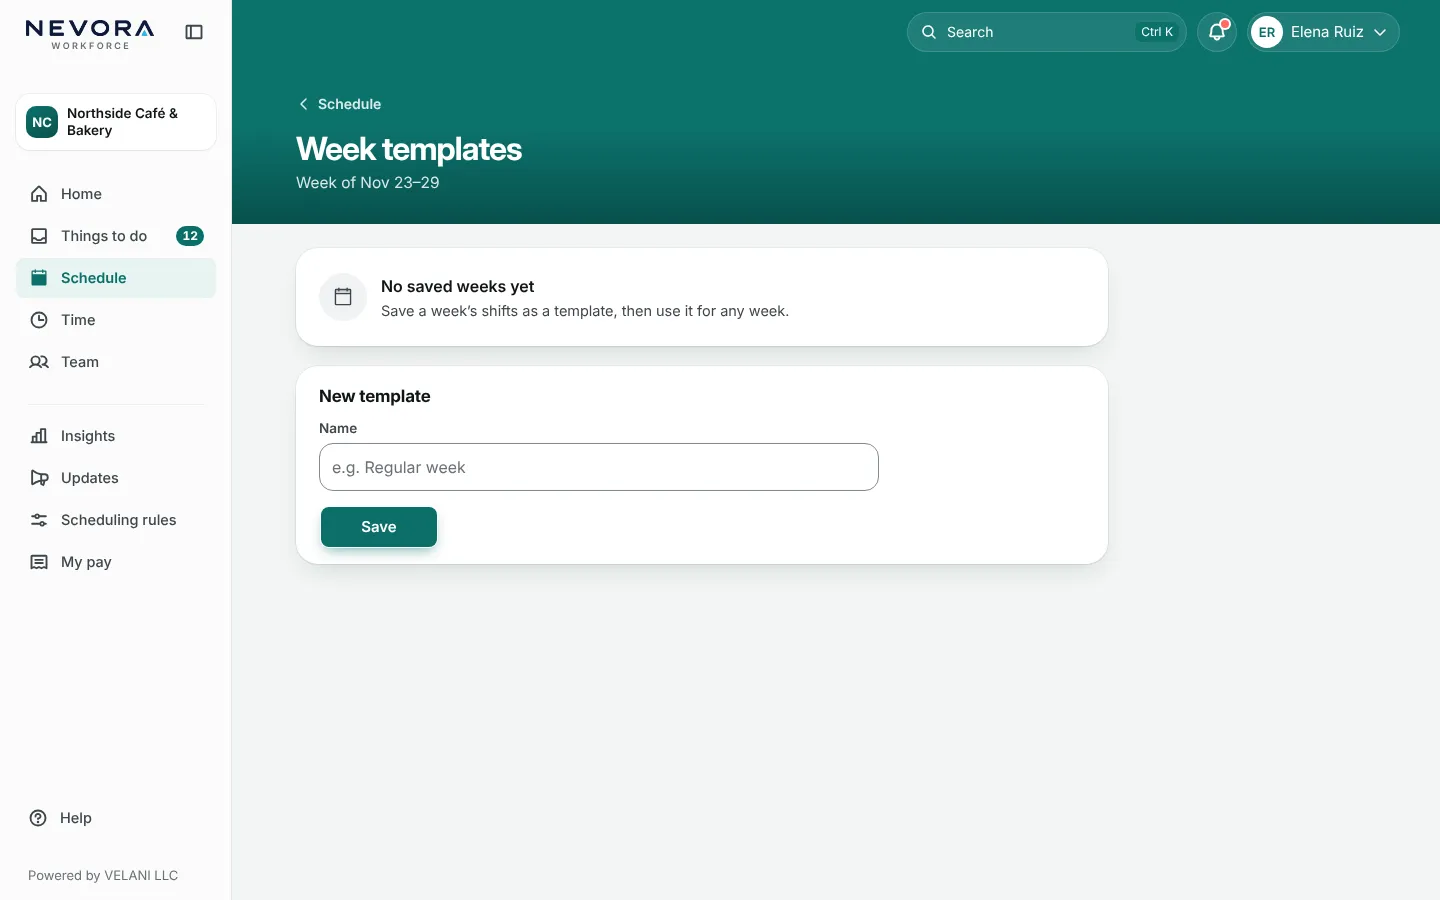 NEVORA
WORKFORCE
Search
Ctrl K
ER
Elena Ruiz
NC
Northside Café &
Bakery
Home
Things to do
12
Schedule
Time
Team
Insights
Updates
Scheduling rules
My pay
Help
Powered by VELANI LLC
Schedule
Week templates
Week of Nov 23–29
No saved weeks yet
Save a week’s shifts as a template, then use it for any week.
New template
Name
e.g. Regular week
Save